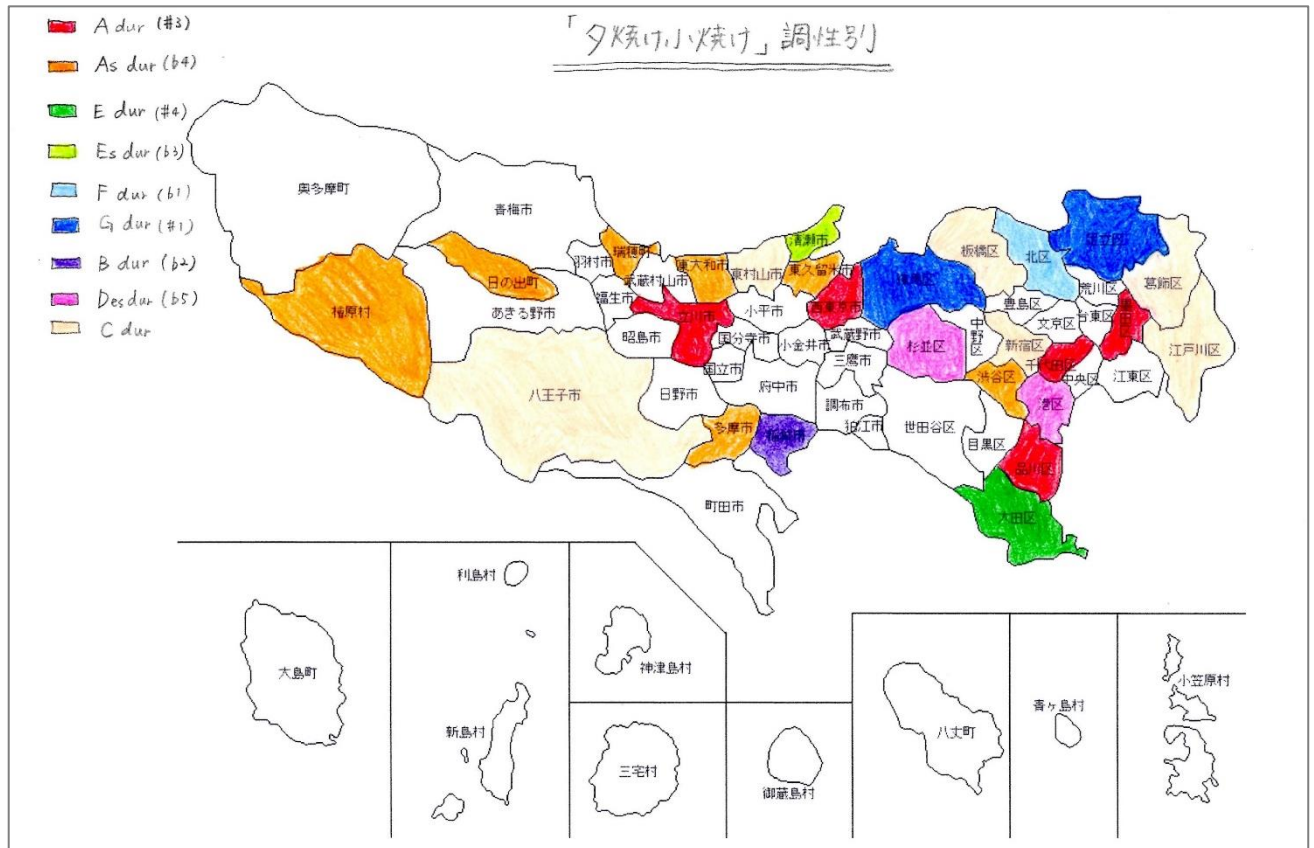 「夕焼け小焼け」調性別
A dur (#3)
As dur (b4)
E dur (#4)
Es dur (b3)
F dur (b1)
G dur (#1)
B dur (b2)
Des dur (b5)
C dur
奥多摩町
青梅市
檜原村
日の出町
あきる野市
羽村市
瑞穂町
福生市
武蔵村山市
昭島市
八王子市
東大和市
立川市
東村山市
清瀬市
東久留米市
西東京市
小平市
国分寺市
小金井市
武蔵野市
三鷹市
国立市
日野市
府中市
調布市
狛江市
多摩市
稲城市
町田市
練馬区
板橋区
北区
足立区
葛飾区
荒川区
豊島区
文京区
台東区
墨田区
江戸川区
杉並区
中野区
新宿区
千代田区
中央区
江東区
渋谷区
港区
世田谷区
目黒区
品川区
大田区
大島町
利島村
新島村
神津島村
三宅村
御蔵島村
八丈町
青ヶ島村
小笠原村